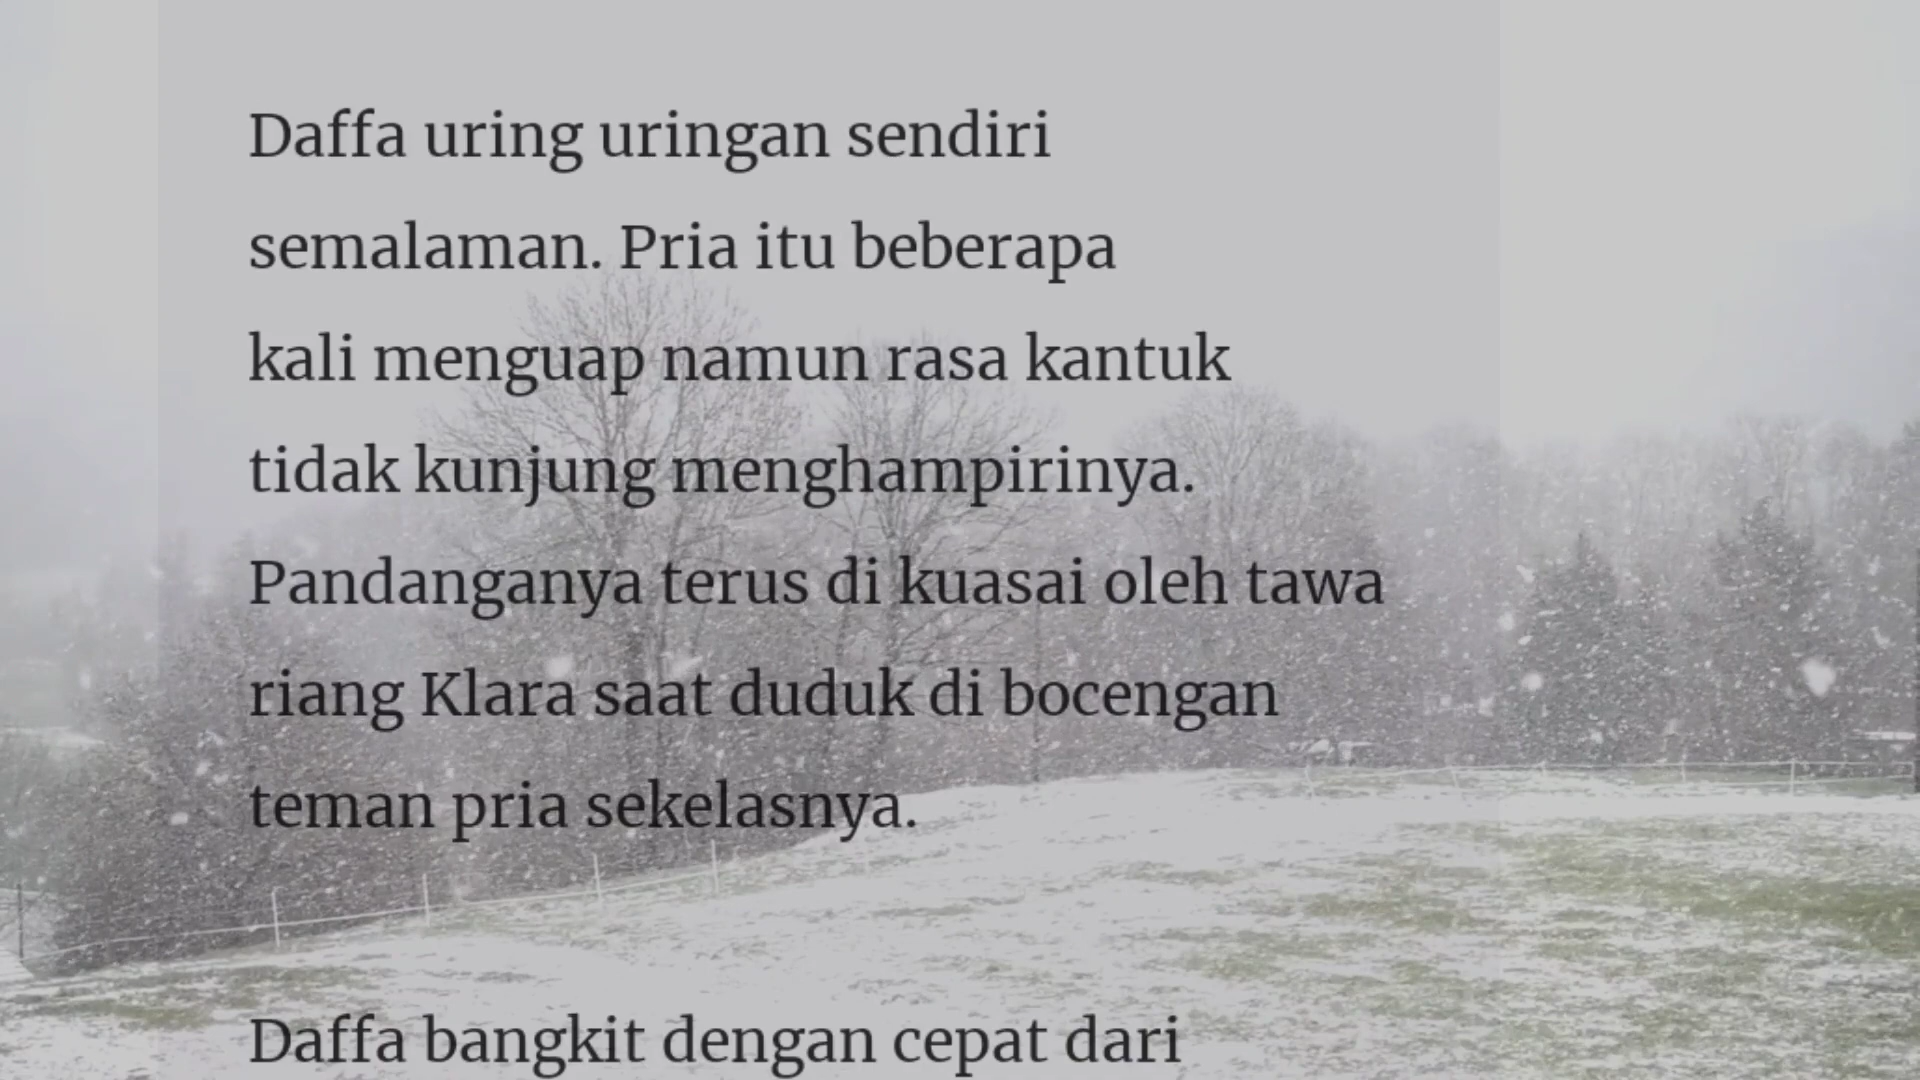 Daffa uring uringan sendiri
semalaman. Pria itu beberapa
kali menguap namun rasa kantuk
tidak kunjung menghampirinya.
Pandanganya terus di kuasai oleh tawa
riang Klara saat duduk di bocengan
teman pria sekelasnya.
Daffa bangkit dengan cepat dari